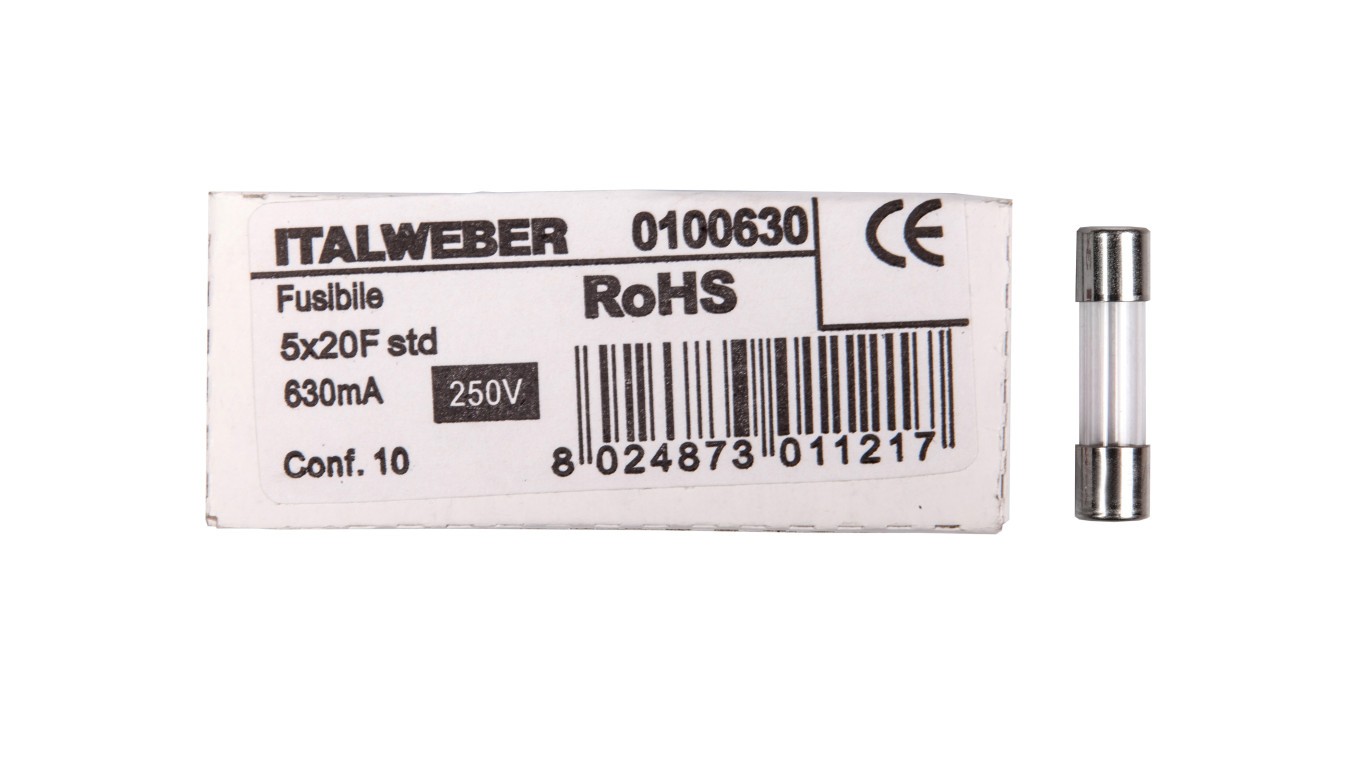 ITALWEBER 0100630
CE
Fusibile RoHS
5x20F std
630mA 250V
Conf. 10
8 024873 011217